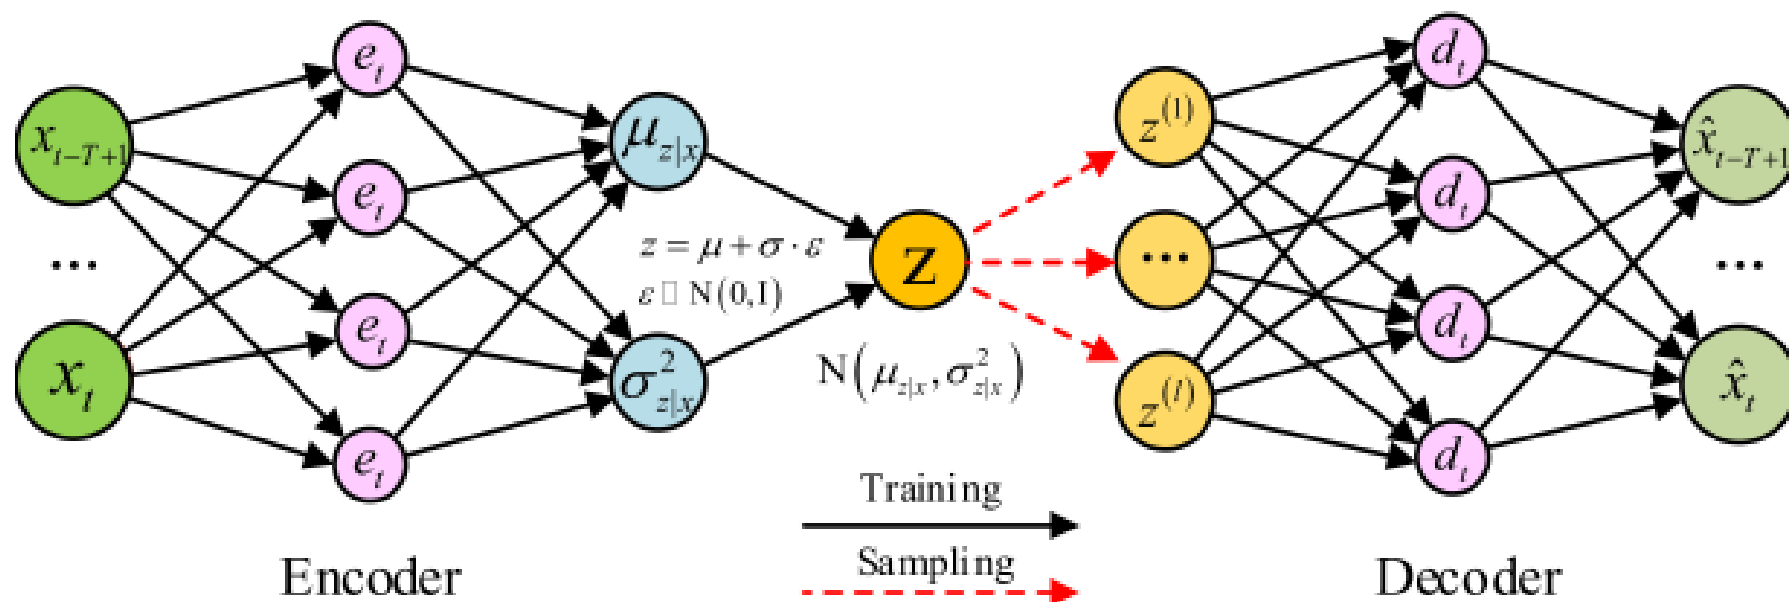 x_{t-T+1}
...
x_t
e_t
e_t
e_t
e_t
μ_{z|x}
σ²_{z|x}
z = μ + σ · ε
ε □ N(0,I)
z
N(μ_{z|x}, σ²_{z|x})
z^{(1)}
...
z^{(l)}
d_t
d_t
d_t
d_t
x̂_{t-T+1}
...
x̂_t
Training
Sampling
Encoder
Decoder